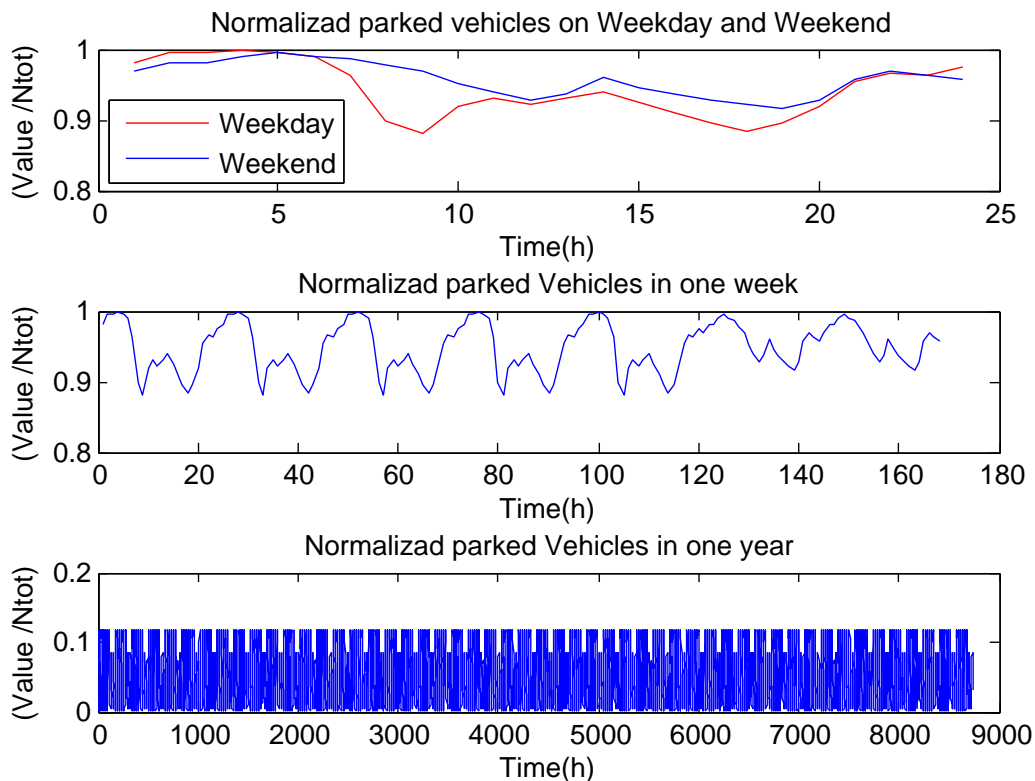 Normalizad parked vehicles on Weekday and Weekend
(Value /Ntot)
1
0.9
0.8
Weekday
Weekend
0 5 10 15 20 25
Time(h)
Normalizad parked Vehicles in one week
(Value /Ntot)
1
0.9
0.8
0 20 40 60 80 100 120 140 160 180
Time(h)
Normalizad parked Vehicles in one year
(Value /Ntot)
0.2
0.1
0
0 1000 2000 3000 4000 5000 6000 7000 8000 9000
Time(h)